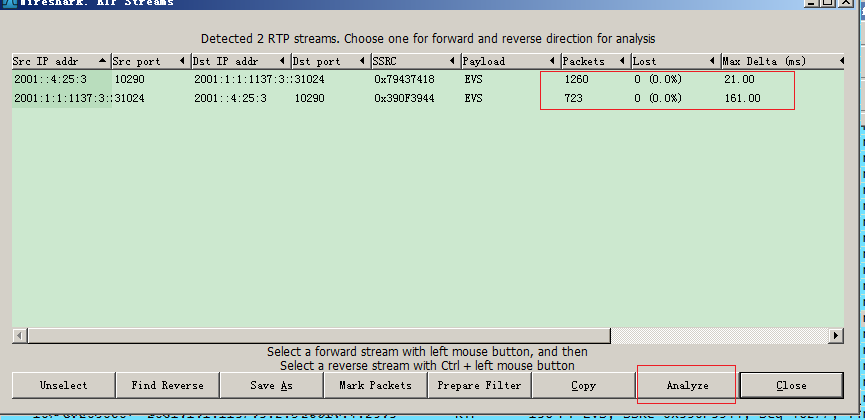 Wireshark: RTP Streams
Detected 2 RTP streams. Choose one for forward and reverse direction for analysis
Src IP addr Src port Dst IP addr Dst port SSRC Payload Packets Lost Max Delta (ms)
2001::4:25:3 10290 2001:1:1:1137:3::31024 0x79437418 EVS 1260 0 (0.0%) 21.00
2001:1:1:1137:3::31024 2001::4:25:3 10290 0x390F3944 EVS 723 0 (0.0%) 161.00
Select a forward stream with left mouse button, and then
Select a reverse stream with Ctrl + left mouse button
Unselect Find Reverse Save As Mark Packets Prepare Filter Copy Analyze Close